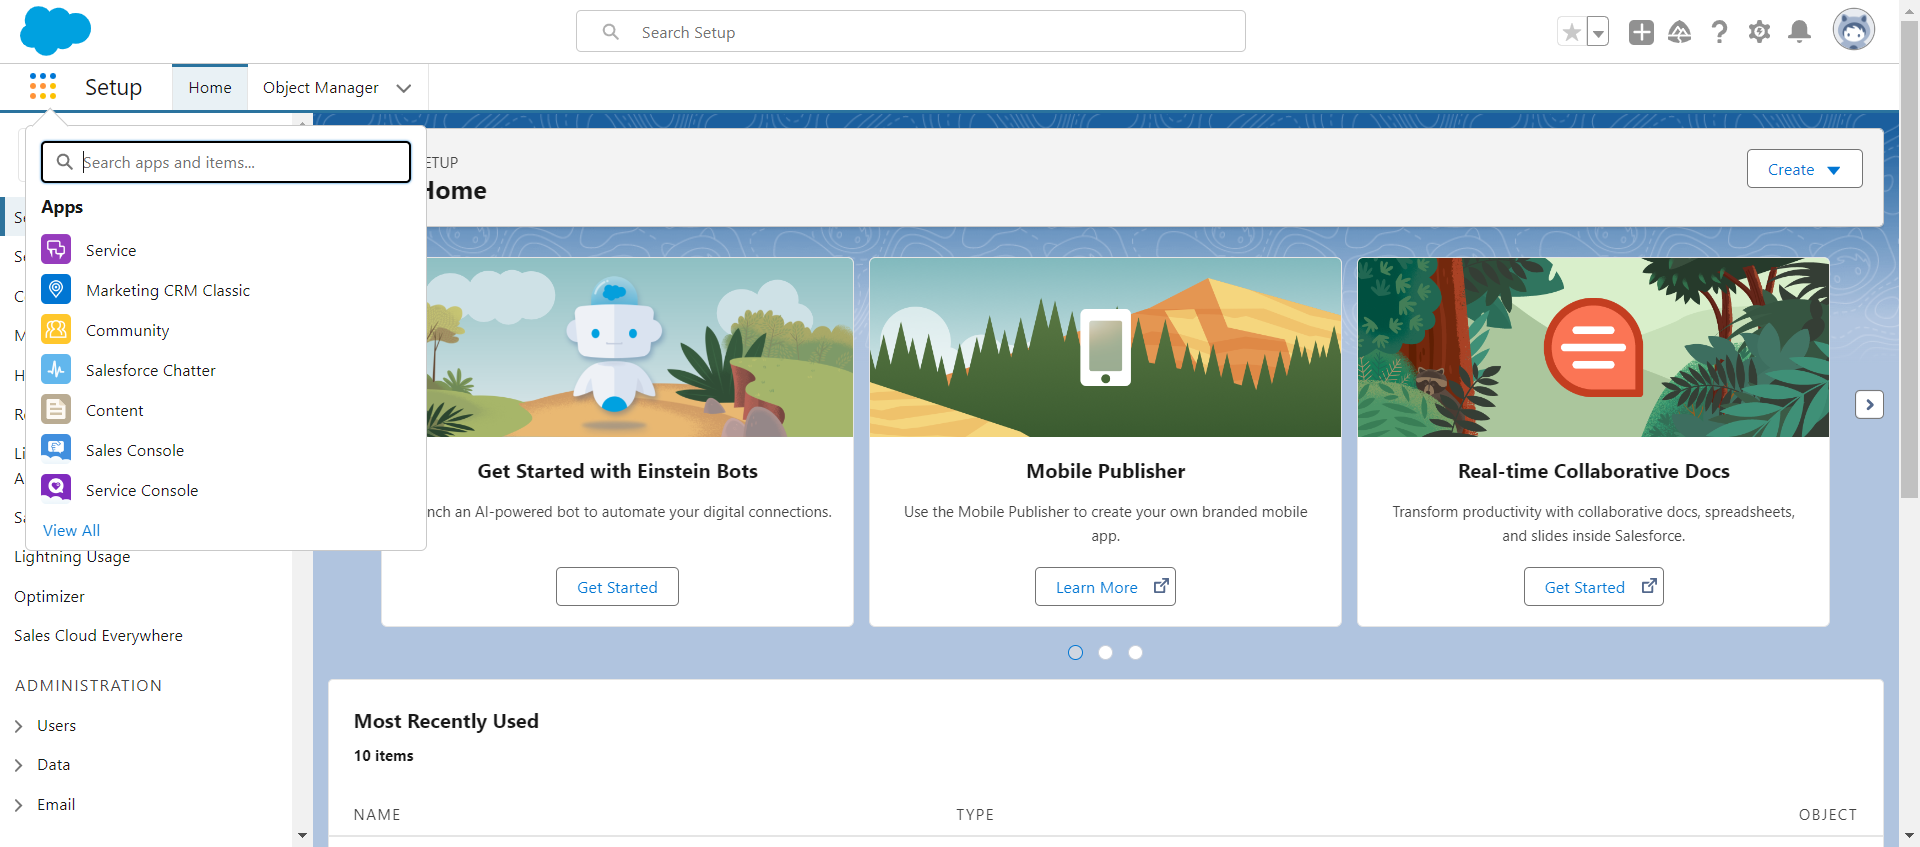 Search Setup
Setup
Home
Object Manager
Search apps and items...
Apps
Service
Marketing CRM Classic
Community
Salesforce Chatter
Content
Sales Console
Service Console
View All
Lightning Usage
Optimizer
Sales Cloud Everywhere
ADMINISTRATION
Users
Data
Email
ETUP
Home
Create
Get Started with Einstein Bots
nch an AI-powered bot to automate your digital connections.
Get Started
Mobile Publisher
Use the Mobile Publisher to create your own branded mobile
app.
Learn More
Real-time Collaborative Docs
Transform productivity with collaborative docs, spreadsheets,
and slides inside Salesforce.
Get Started
Most Recently Used
10 items
NAME TYPE OBJECT